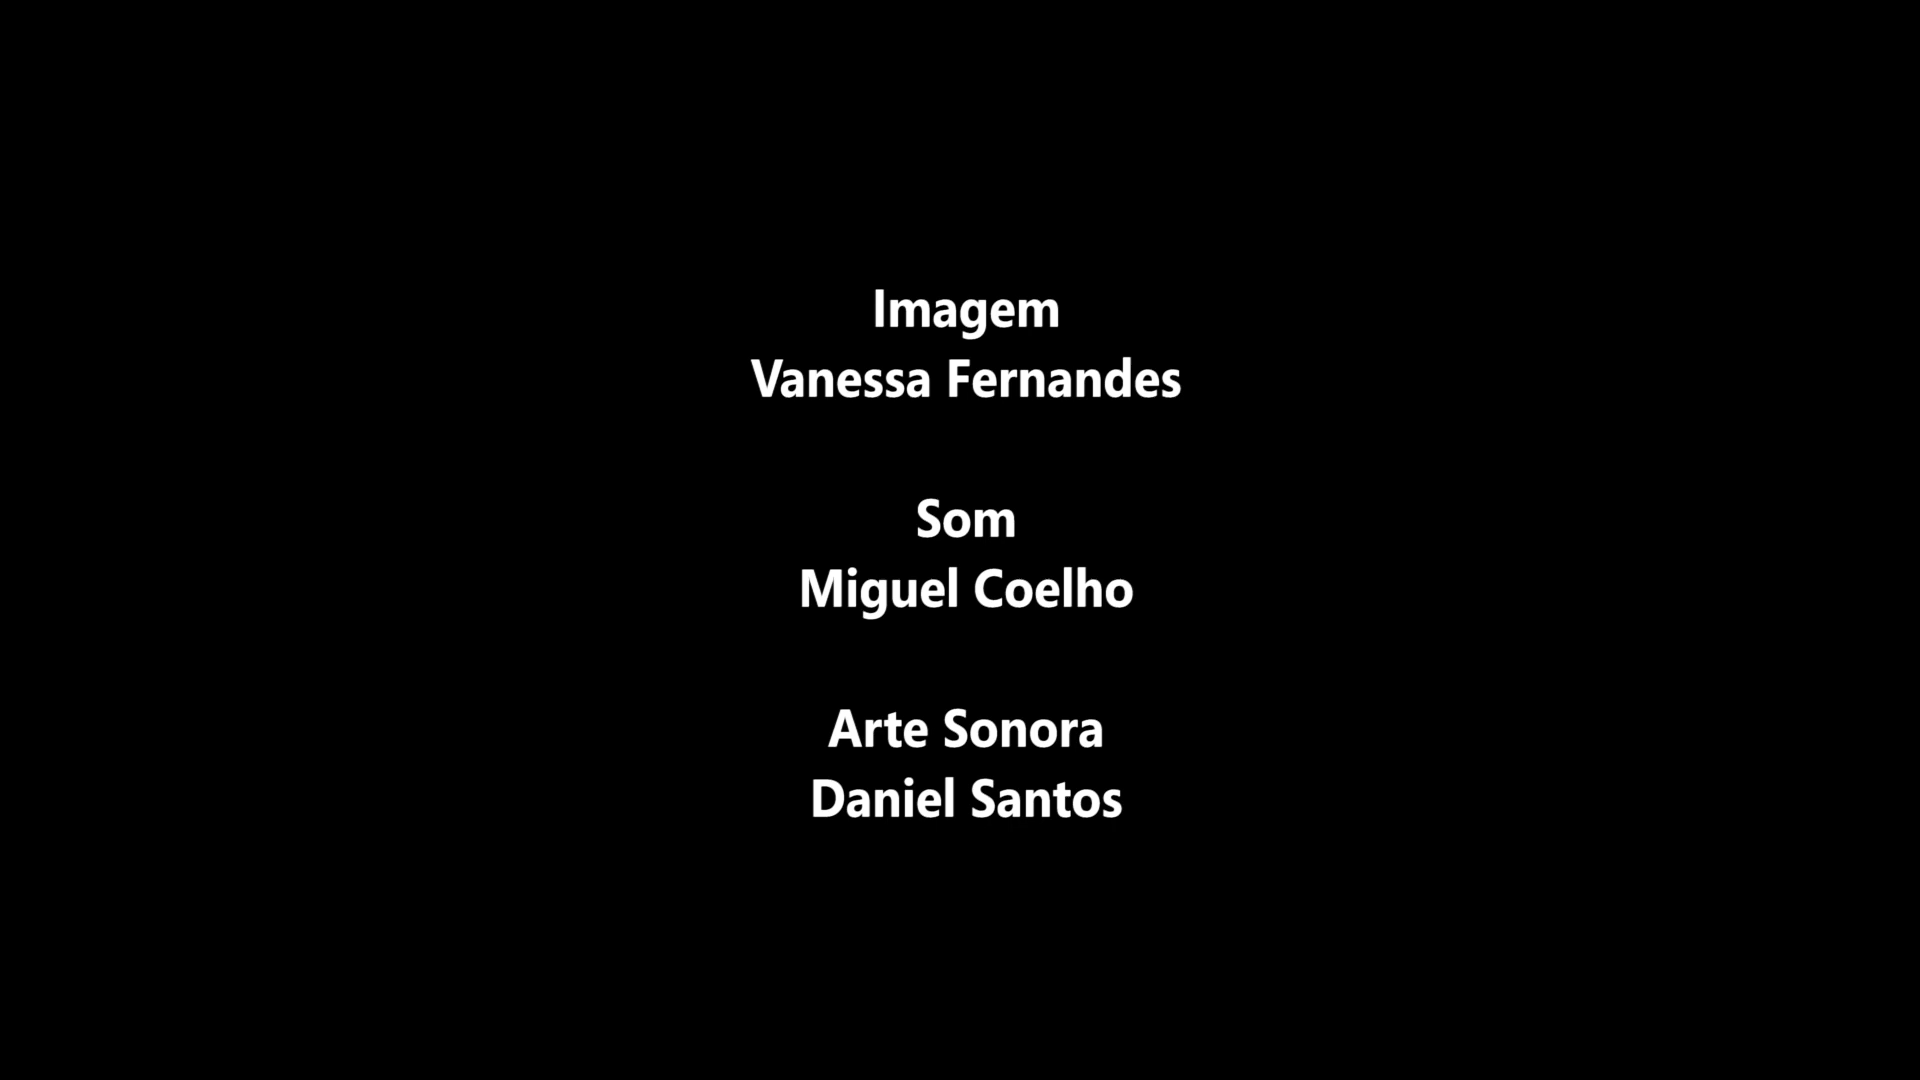 Imagem
Vanessa Fernandes
Som
Miguel Coelho
Arte Sonora
Daniel Santos